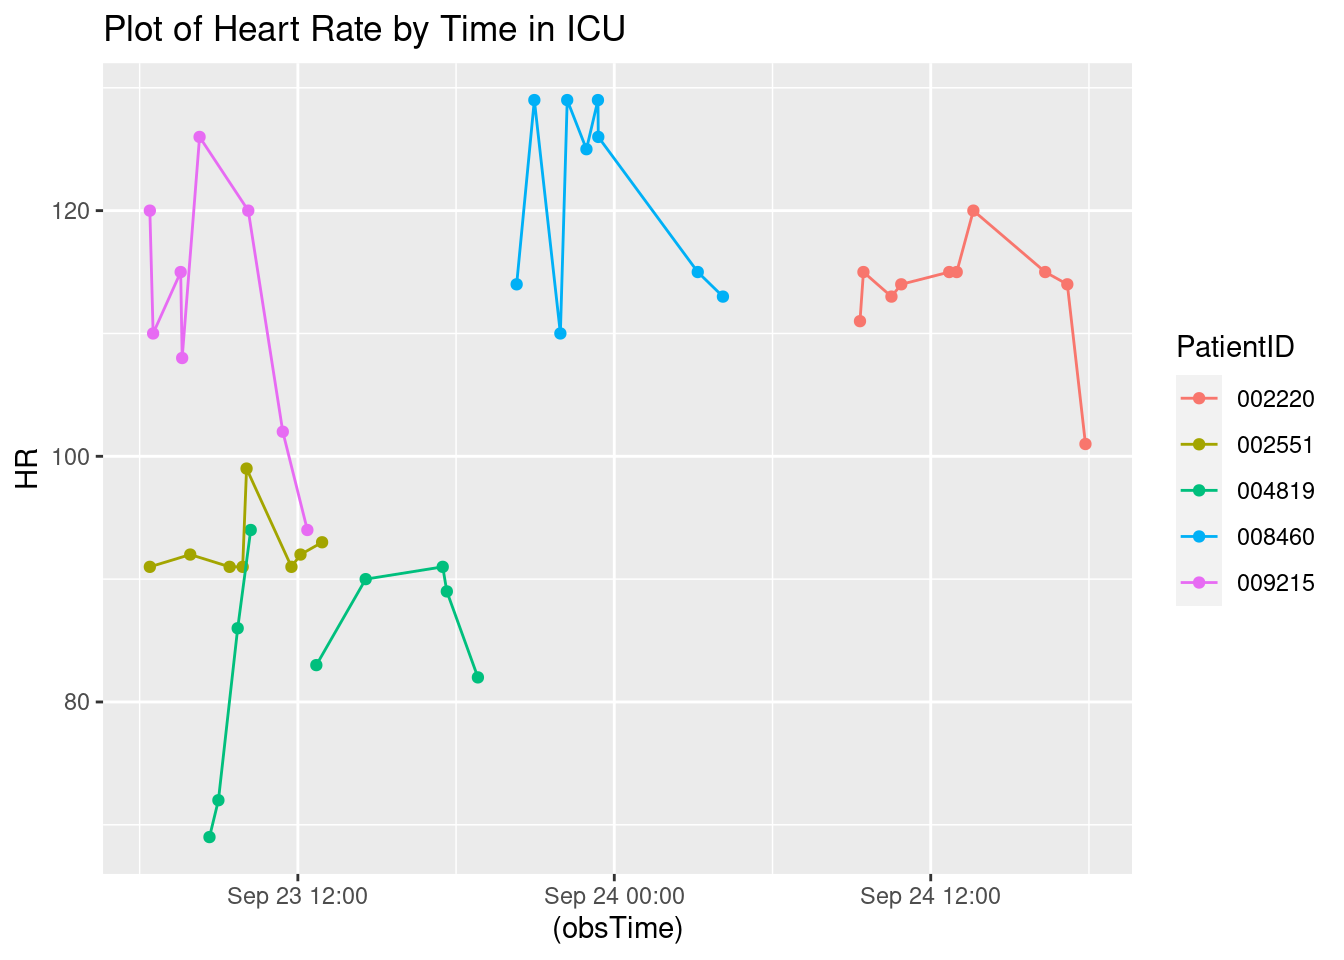 Plot of Heart Rate by Time in ICU
120
100
80
HR
Sep 23 12:00
Sep 24 00:00
Sep 24 12:00
(obsTime)
PatientID
002220
002551
004819
008460
009215